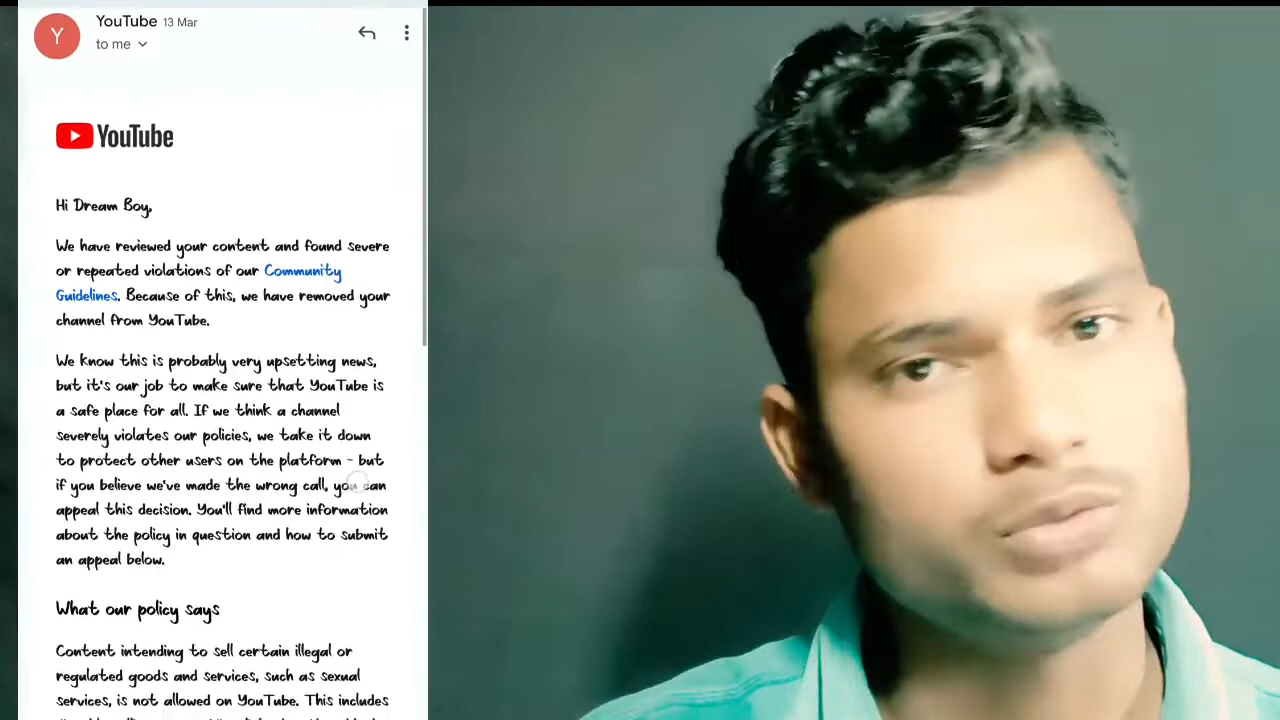 Y
YouTube 13 Mar
to me
YouTube
Hi Dream Boy,
We have reviewed your content and found severe
or repeated violations of our Community
Guidelines. Because of this, we have removed your
channel from YouTube.
We know this is probably very upsetting news,
but it's our job to make sure that YouTube is
a safe place for all. If we think a channel
severely violates our policies, we take it down
to protect other users on the platform - but
if you believe we've made the wrong call, you can
appeal this decision. You'll find more information
about the policy in question and how to submit
an appeal below.
What our policy says
Content intending to sell certain illegal or
regulated goods and services, such as sexual
services, is not allowed on YouTube. This includes